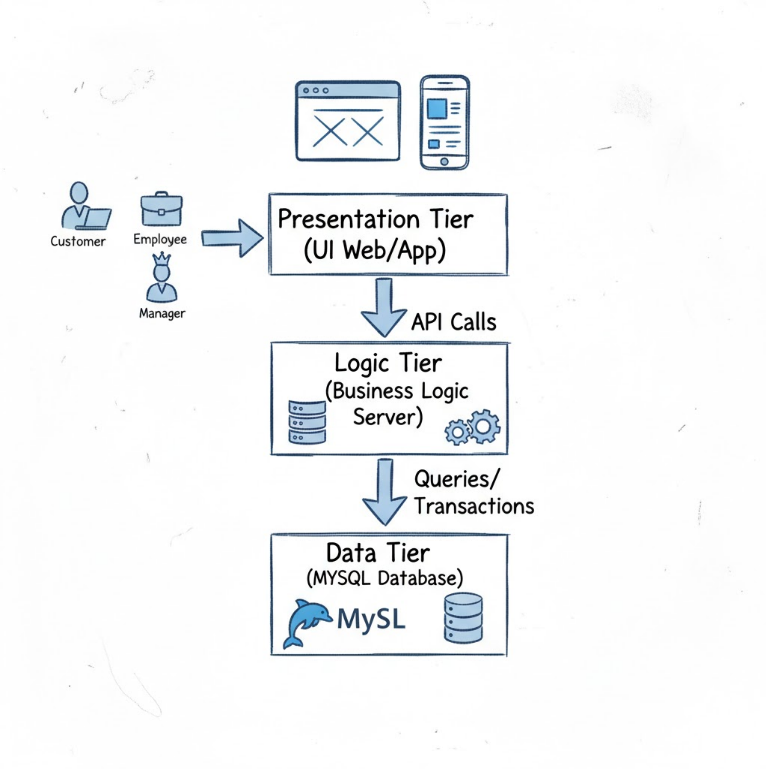 Customer
Employee
Manager
Presentation Tier
(UI Web/App)
API Calls
Logic Tier
(Business Logic
Server)
Queries/
Transactions
Data Tier
(MYSQL Database)
MySL